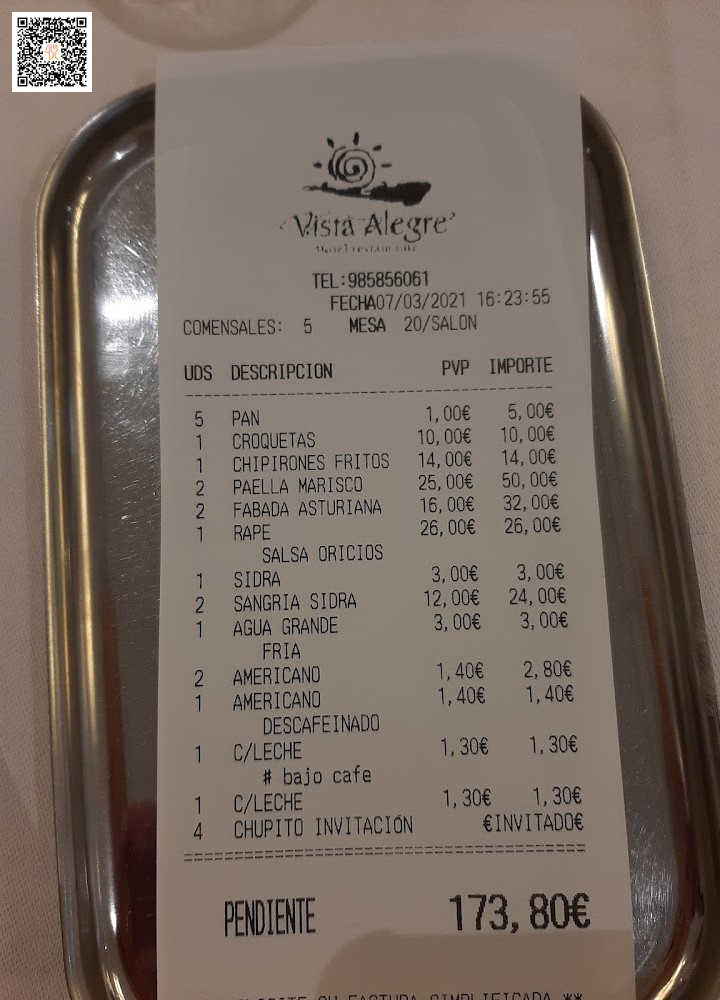 Vista Alegre
Hotel restaurante
TEL:985856061
FECHA07/03/2021 16:23:55
COMENSALES: 5 MESA 20/SALON
UDS DESCRIPCION PVP IMPORTE
5 PAN 1,00€ 5,00€
1 CROQUETAS 10,00€ 10,00€
1 CHIPIRONES FRITOS 14,00€ 14,00€
2 PAELLA MARISCO 25,00€ 50,00€
2 FABADA ASTURIANA 16,00€ 32,00€
1 RAPE 26,00€ 26,00€
SALSA ORICIOS
1 SIDRA 3,00€ 3,00€
2 SANGRIA SIDRA 12,00€ 24,00€
1 AGUA GRANDE 3,00€ 3,00€
FRIA
2 AMERICANO 1,40€ 2,80€
1 AMERICANO 1,40€ 1,40€
DESCAFEINADO
1 C/LECHE 1,30€ 1,30€
# bajo cafe
1 C/LECHE 1,30€ 1,30€
4 CHUPITO INVITACIÓN €INVITADO€
PENDIENTE 173,80€
SU FACTURA SIMPLIFICADA **